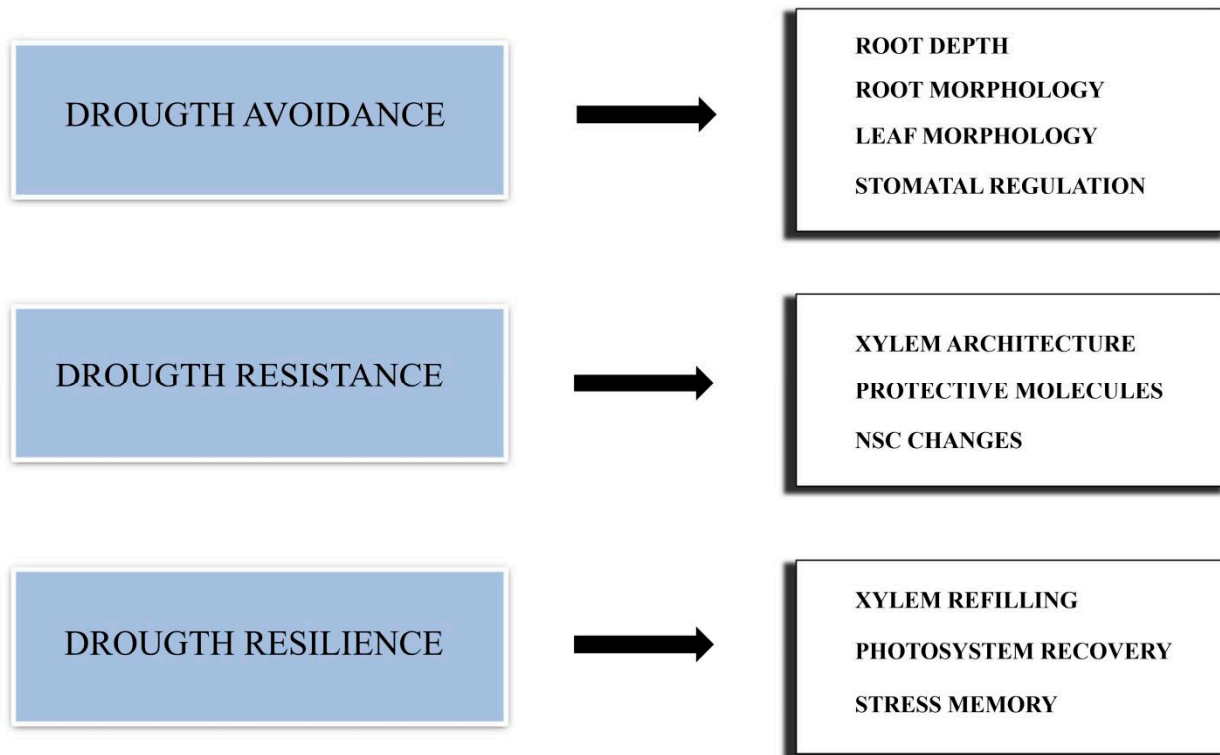 DROUGTH AVOIDANCE
ROOT DEPTH
ROOT MORPHOLOGY
LEAF MORPHOLOGY
STOMATAL REGULATION
DROUGTH RESISTANCE
XYLEM ARCHITECTURE
PROTECTIVE MOLECULES
NSC CHANGES
DROUGTH RESILIENCE
XYLEM REFILLING
PHOTOSYSTEM RECOVERY
STRESS MEMORY